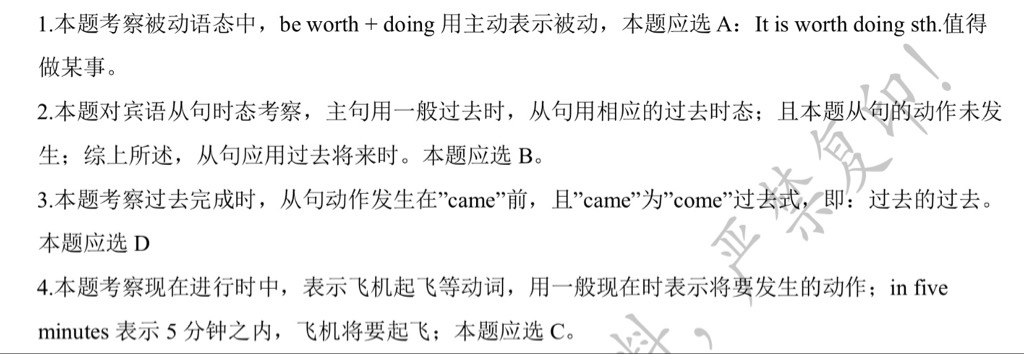 1.本题考察被动语态中，be worth + doing 用主动表示被动，本题应选 A：It is worth doing sth.值得
做某事。
2.本题对宾语从句时态考察，主句用一般过去时，从句用相应的过去时态；且本题从句的动作未发
生；综上所述，从句应用过去将来时。本题应选 B。
3.本题考察过去完成时，从句动作发生在”came”前，且”came”为”come”过去式，即：过去的过去。
本题应选 D
4.本题考察现在进行时中，表示飞机起飞等动词，用一般现在时表示将要发生的动作；in five
minutes 表示 5 分钟之内，飞机将要起飞；本题应选 C。
料，严禁复印！